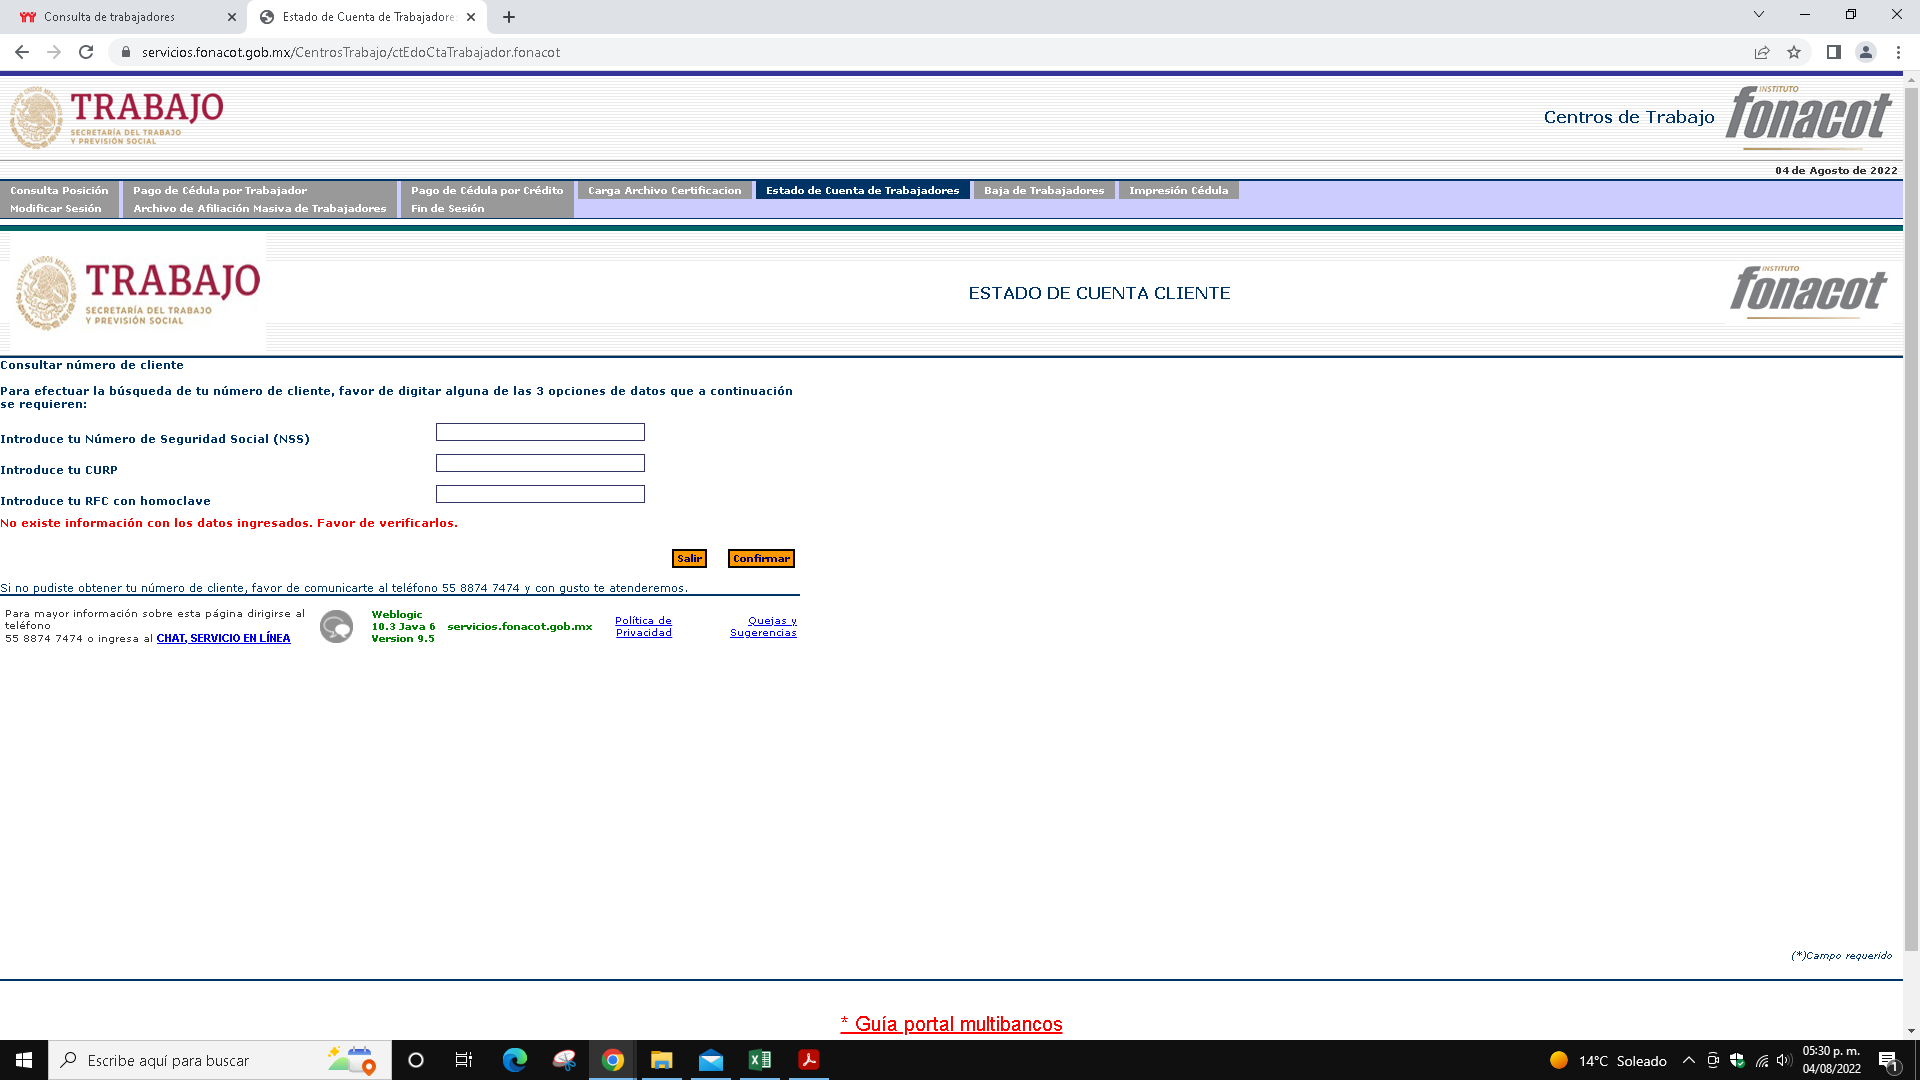 Consulta de trabajadores
Estado de Cuenta de Trabajadore
servicios.fonacot.gob.mx/CentrosTrabajo/ctEdoCtaTrabajador.fonacot
TRABAJO
SECRETARÍA DEL TRABAJO
Y PREVISIÓN SOCIAL
Centros de Trabajo
INSTITUTO
fonacot
04 de Agosto de 2022
Consulta Posición
Pago de Cédula por Trabajador
Pago de Cédula por Crédito
Carga Archivo Certificacion
Estado de Cuenta de Trabajadores
Baja de Trabajadores
Impresión Cédula
Modificar Sesión
Archivo de Afiliación Masiva de Trabajadores
Fin de Sesión
TRABAJO
SECRETARÍA DEL TRABAJO
Y PREVISIÓN SOCIAL
ESTADO DE CUENTA CLIENTE
INSTITUTO
fonacot
Consultar número de cliente
Para efectuar la búsqueda de tu número de cliente, favor de digitar alguna de las 3 opciones de datos que a continuación
se requieren:
Introduce tu Número de Seguridad Social (NSS)
Introduce tu CURP
Introduce tu RFC con homoclave
No existe información con los datos ingresados. Favor de verificarlos.
Salir
Confirmar
Si no pudiste obtener tu número de cliente, favor de comunicarte al teléfono 55 8874 7474 y con gusto te atenderemos.
Para mayor información sobre esta página dirigirse al
teléfono
55 8874 7474 o ingresa al CHAT, SERVICIO EN LÍNEA
Weblogic
10.3 Java 6
Version 9.5
servicios.fonacot.gob.mx
Política de
Privacidad
Quejas y
Sugerencias
(*)Campo requerido
* Guía portal multibancos
Escribe aquí para buscar
14°C Soleado
05:30 p. m.
04/08/2022
1